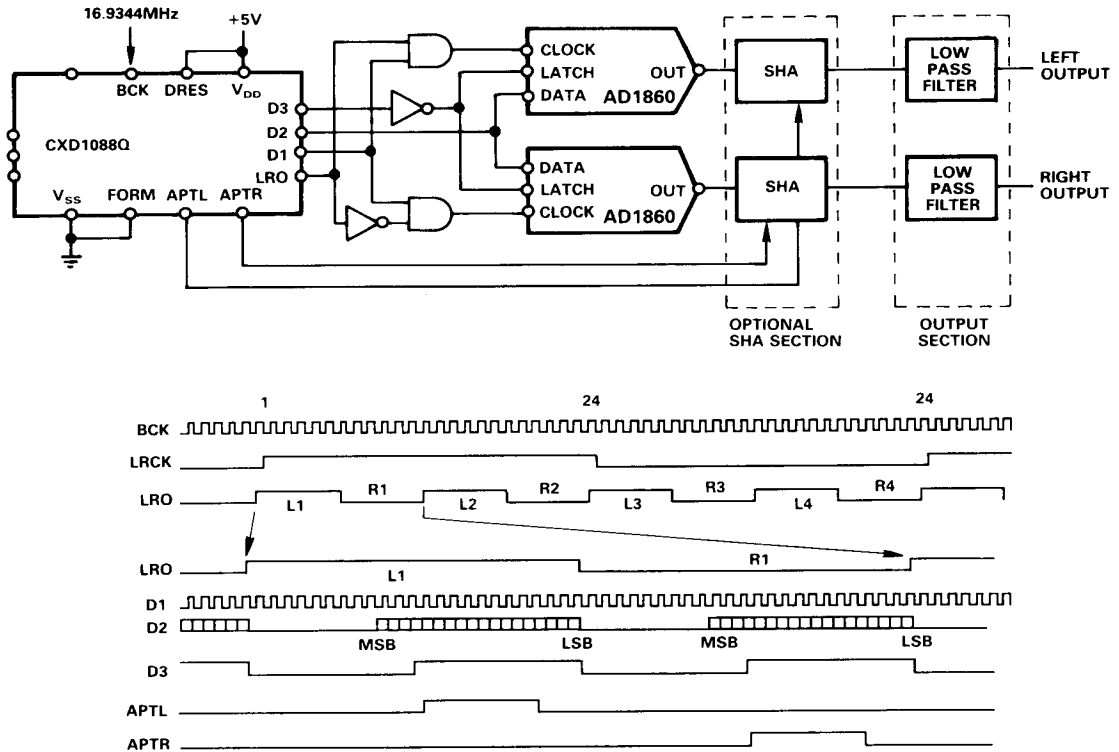 16.9344MHz
+5V
BCK DRES VDD
CXD1088Q
D3
D2
D1
LRO
VSS FORM APTL APTR
CLOCK
LATCH
DATA
OUT
AD1860
DATA
LATCH
CLOCK
OUT
AD1860
SHA
SHA
LOW
PASS
FILTER
LOW
PASS
FILTER
LEFT
OUTPUT
RIGHT
OUTPUT
OPTIONAL
SHA SECTION
OUTPUT
SECTION
1 24 24
BCK
LRCK
LRO L1 R1 L2 R2 L3 R3 L4 R4
LRO L1 R1
D1
D2
MSB LSB MSB LSB
D3
APTL
APTR